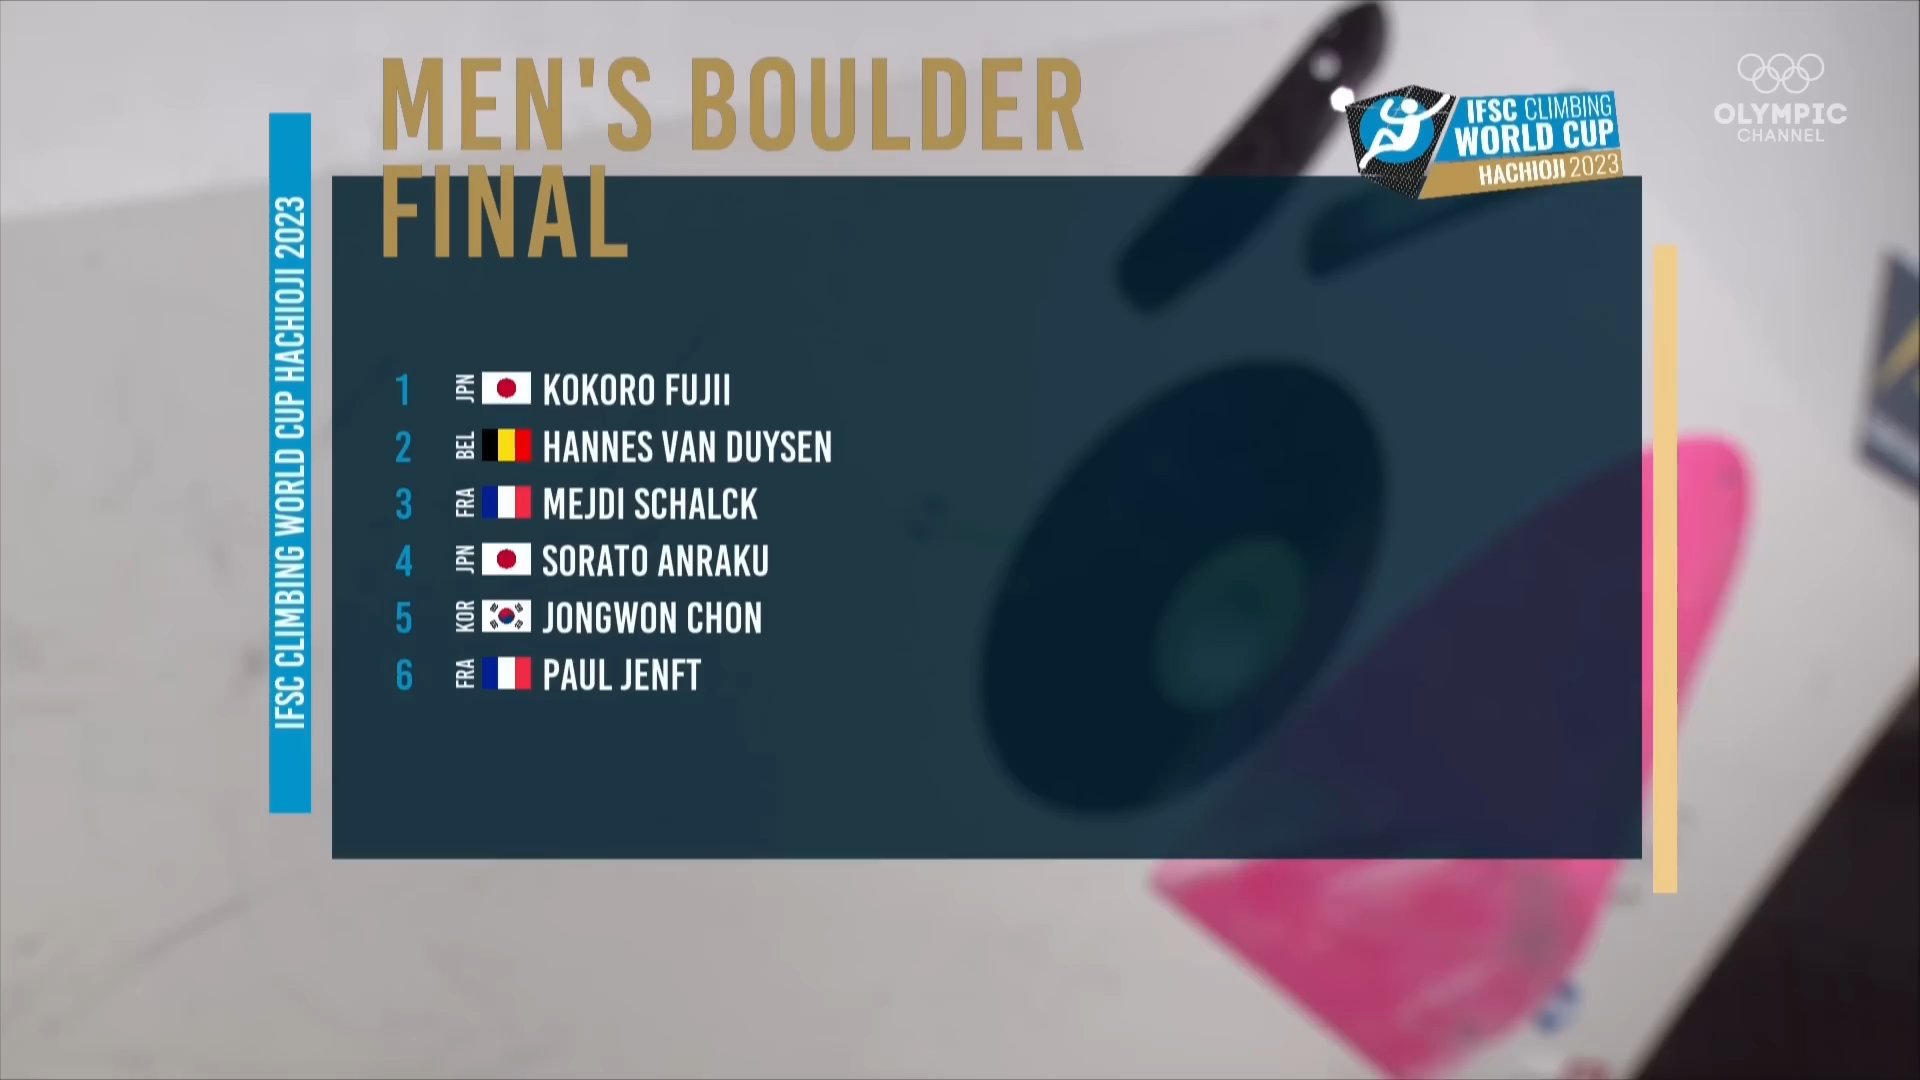 MEN'S BOULDER
FINAL
IFSC CLIMBING
WORLD CUP
HACHIOJI 2023
OLYMPIC
CHANNEL
IFSC CLIMBING WORLD CUP HACHIOJI 2023
1 JPN KOKORO FUJII
2 BEL HANNES VAN DUYSEN
3 FRA MEJDI SCHALCK
4 JPN SORATO ANRAKU
5 KOR JONGWON CHON
6 FRA PAUL JENFT